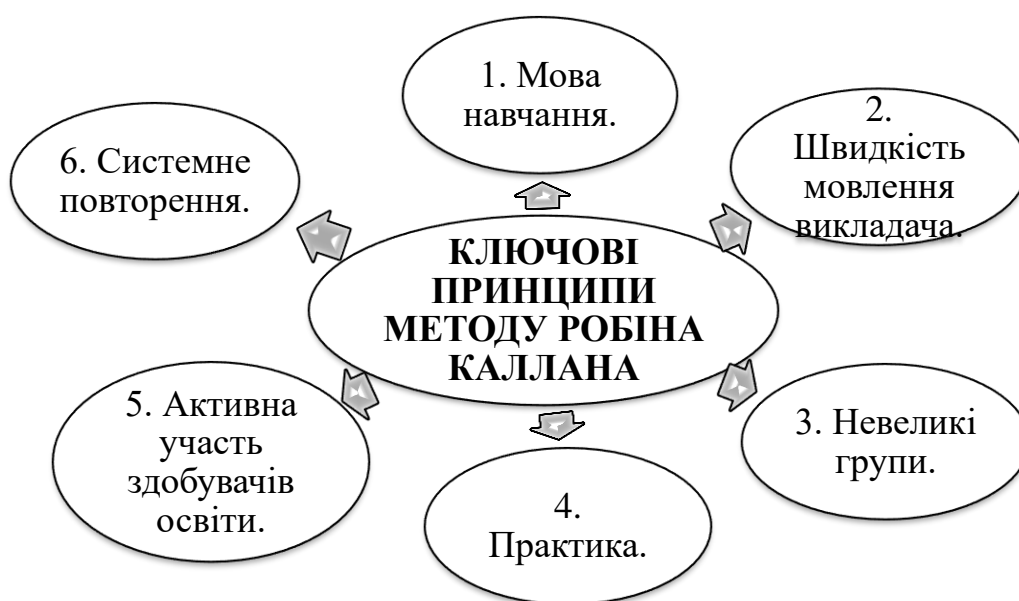 1. Мова
навчання.
2.
Швидкість
мовлення
викладача.
6. Системне
повторення.
КЛЮЧОВІ
ПРИНЦИПИ
МЕТОДУ РОБІНА
КАЛЛАНА
5. Активна
участь
здобувачів
освіти.
3. Невеликі
групи.
4.
Практика.